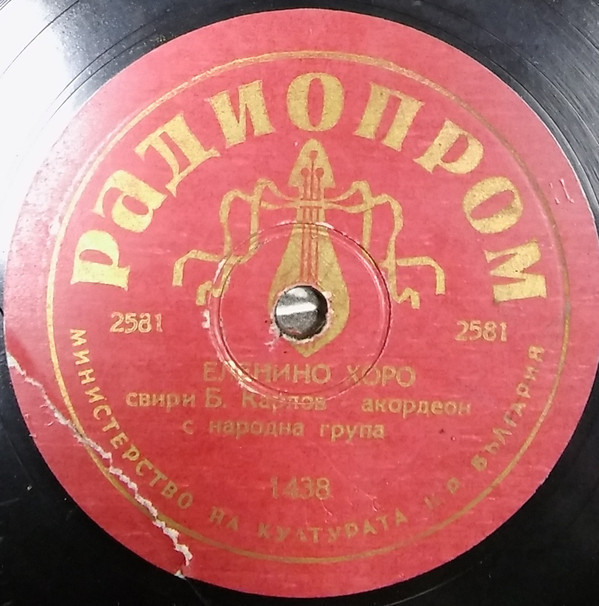 РАДИОПРОМ
2581 2581
ЕЛЕНИНО ХОРО
свири Б. Карлов акордеон
с народна група
1438
МИНИСТЕРСТВО НА КУЛТУРАТА Н.Р. БЪЛГАРИЯ